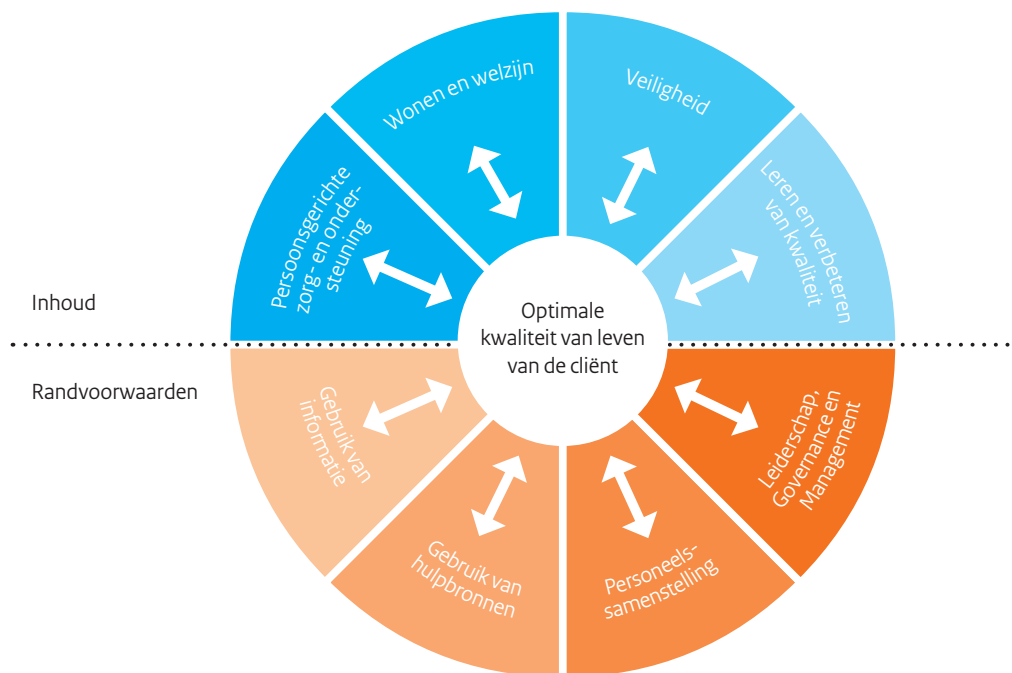 Wonen en welzijn
Veiligheid
Persoonsgerichte
zorg- en onder-
steuning
Leren en verbeteren
van kwaliteit
Inhoud
Optimale
kwaliteit van leven
van de cliënt
Randvoorwaarden
Gebruik van
informatie
Leiderschap,
Governance en
Management
Gebruik van
hulpbronnen
Personeels-
samenstelling